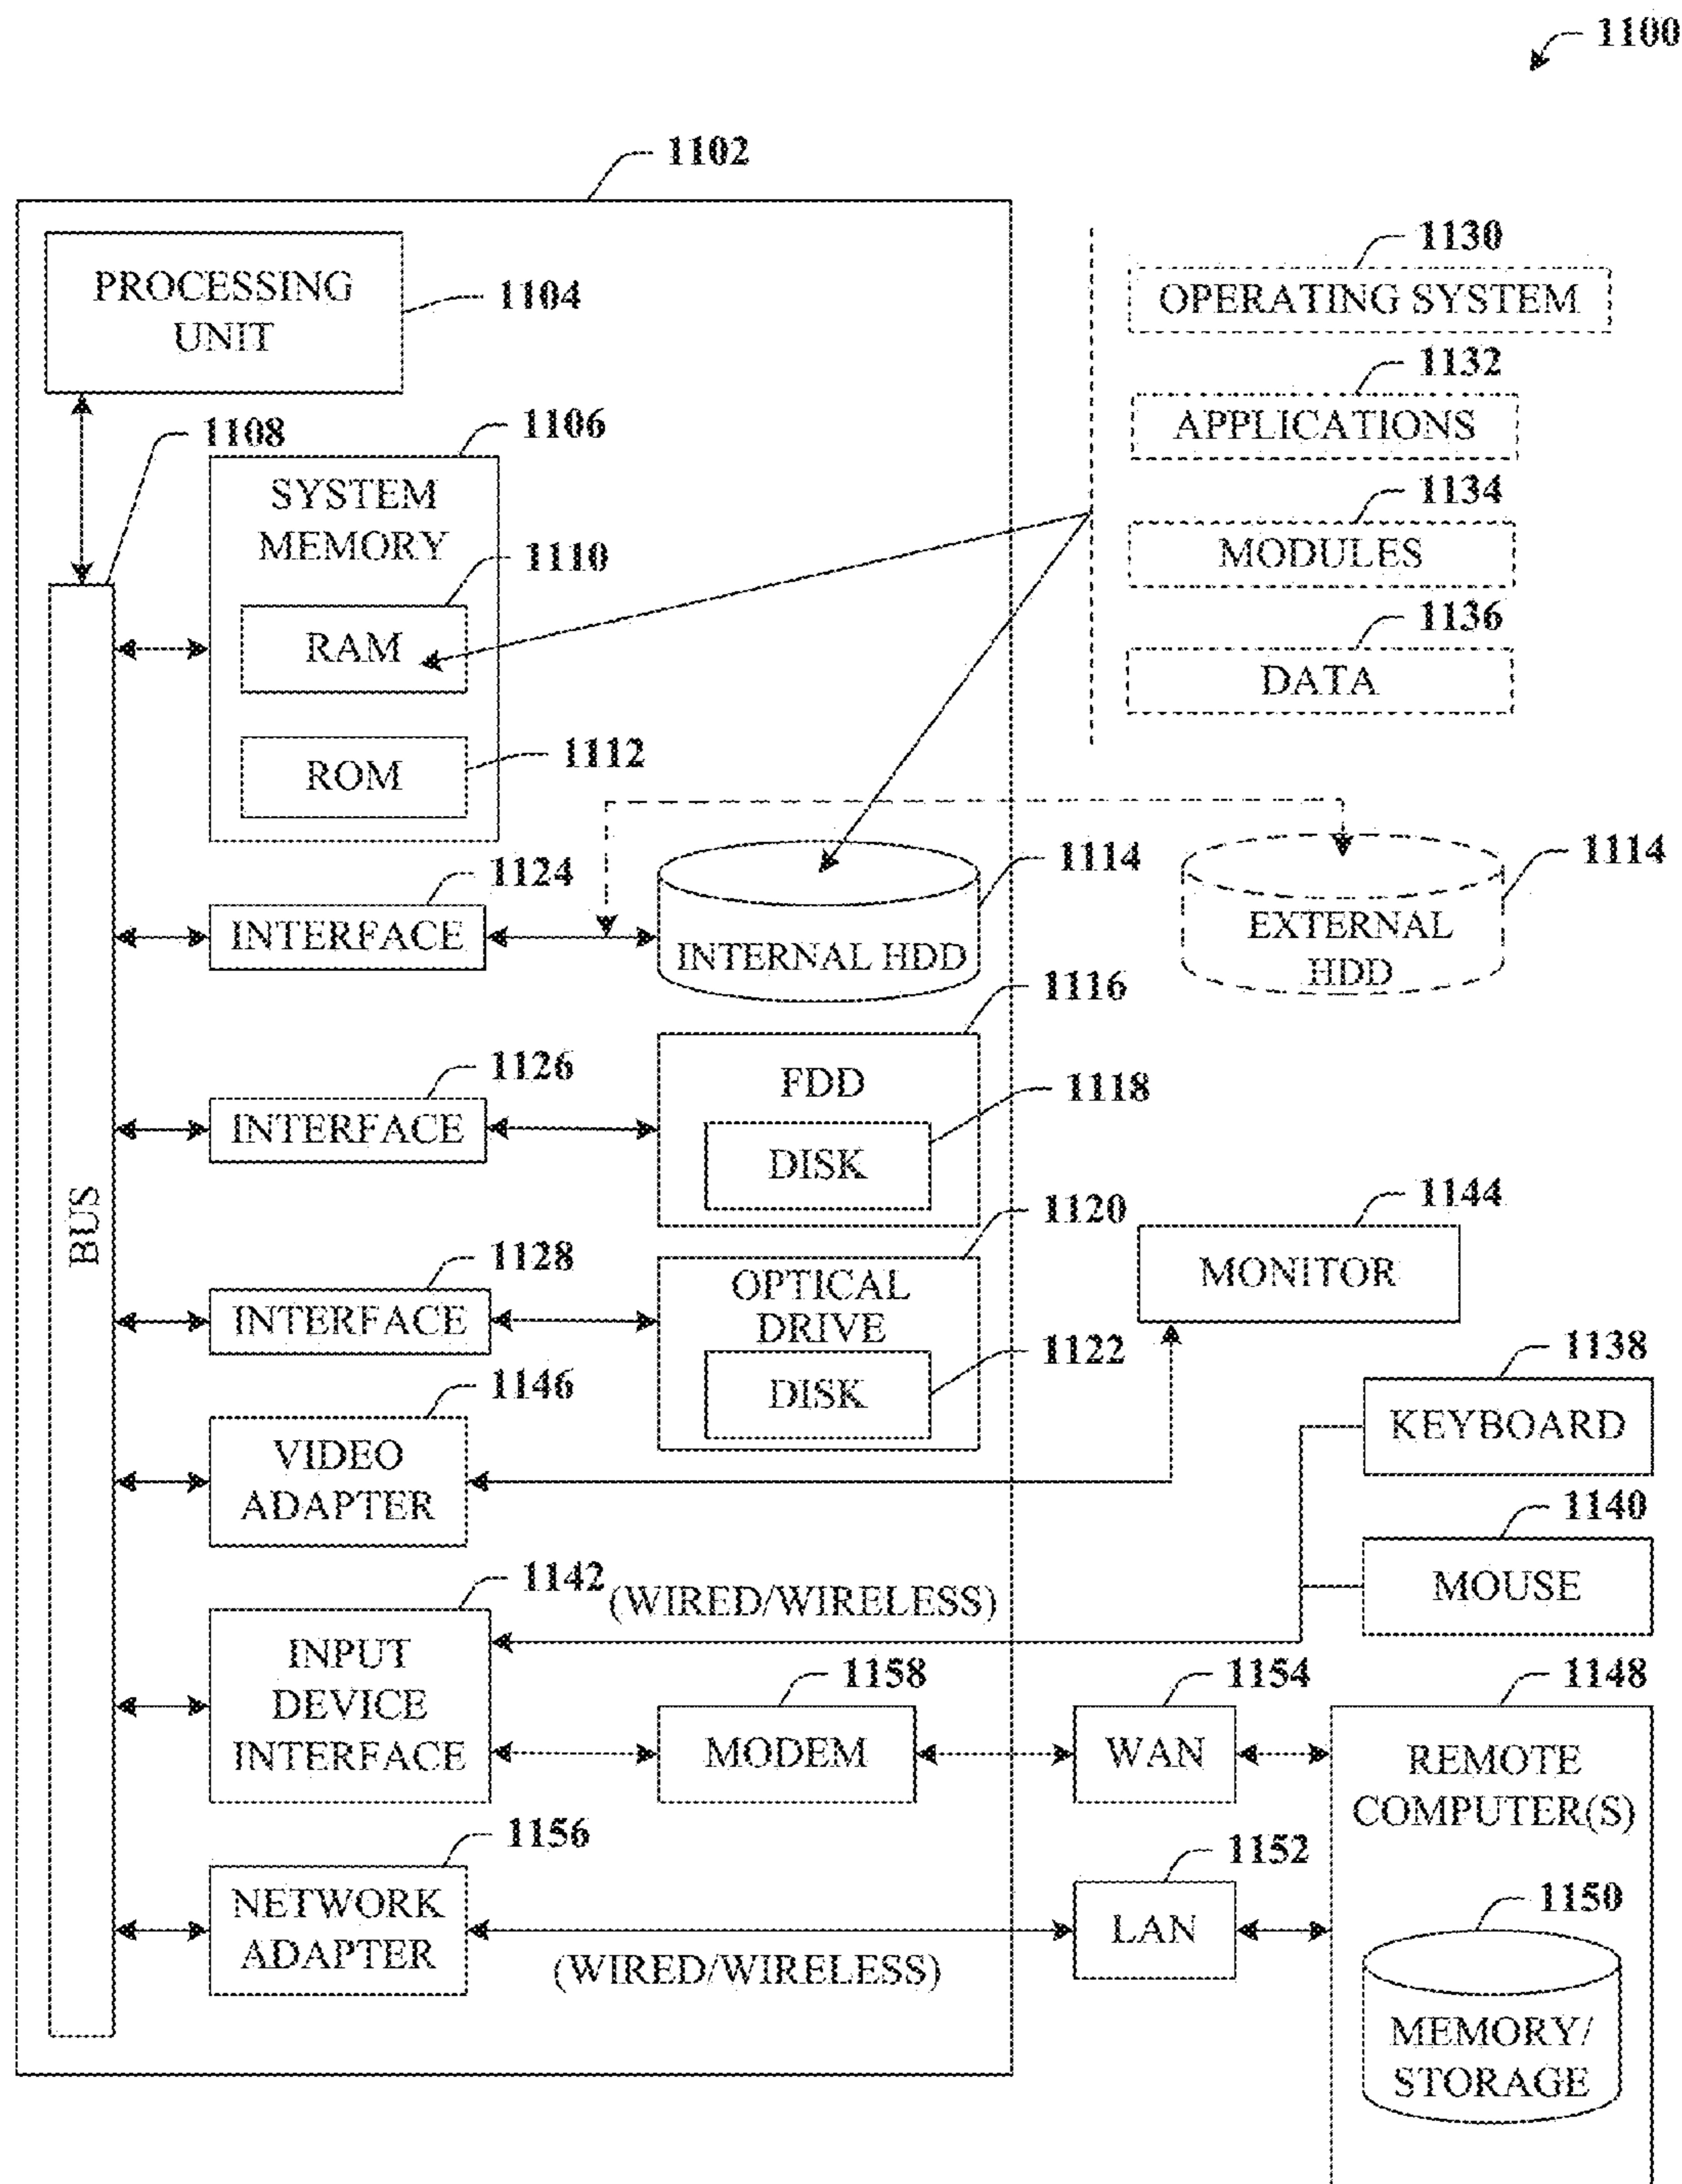 1100
1102
PROCESSING
UNIT
1104
1108
1106
SYSTEM
MEMORY
1110
RAM
1112
ROM
1130
OPERATING SYSTEM
1132
APPLICATIONS
1134
MODULES
1136
DATA
1124
INTERFACE
1114
INTERNAL HDD
1114
EXTERNAL
HDD
1116
1126
INTERFACE
FDD
1118
DISK
BUS
1120
1128
INTERFACE
OPTICAL
DRIVE
1122
DISK
1144
MONITOR
1146
VIDEO
ADAPTER
1138
KEYBOARD
1140
MOUSE
1142
(WIRED/WIRELESS)
INPUT
DEVICE
INTERFACE
1158
MODEM
1154
WAN
1148
REMOTE
COMPUTER(S)
1156
NETWORK
ADAPTER
(WIRED/WIRELESS)
1152
LAN
1150
MEMORY/
STORAGE